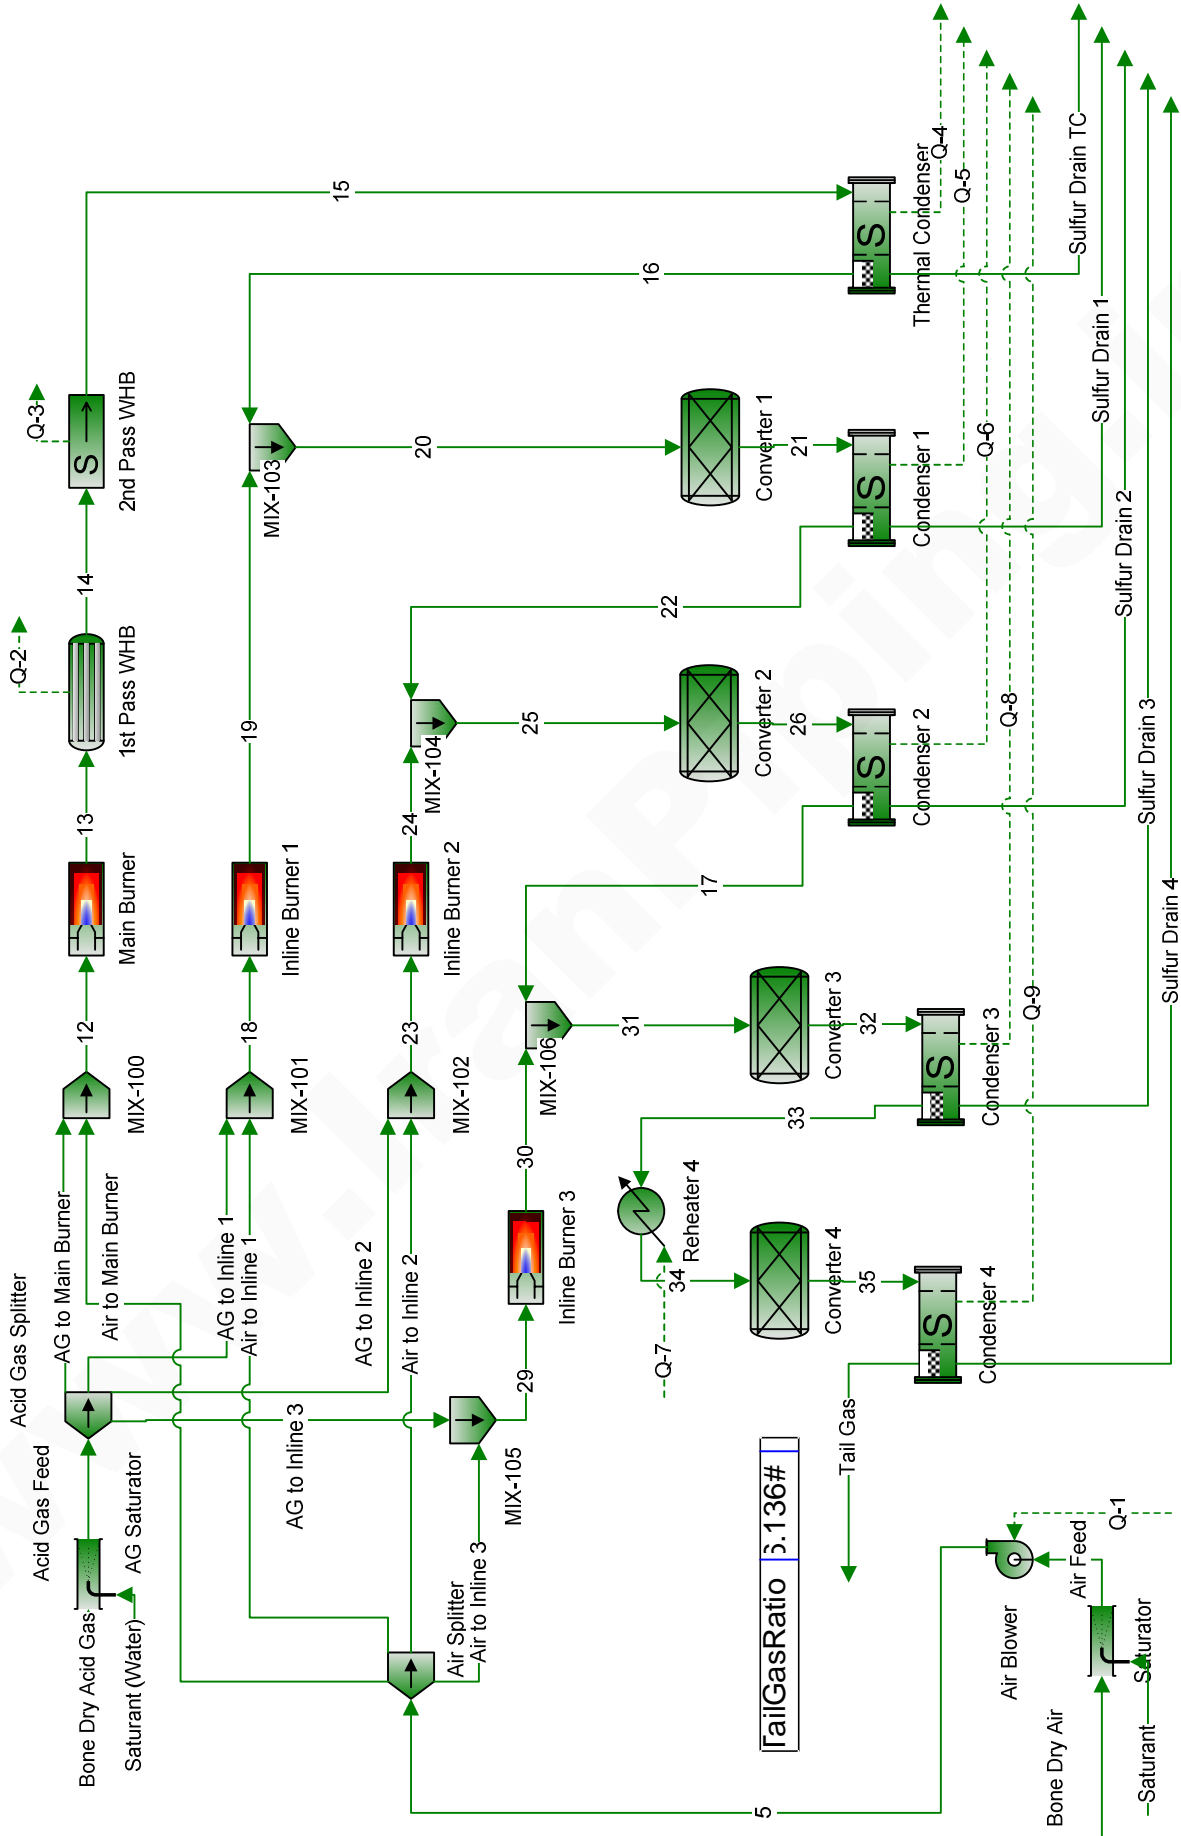 Bone Dry Acid Gas
Saturant (Water)
AG Saturator
Acid Gas Feed
Acid Gas Splitter
AG to Main Burner
Air to Main Burner
MIX-100
12
Main Burner
13
1st Pass WHB
Q-2
14
2nd Pass WHB
S
Q-3
15
AG to Inline 1
Air to Inline 1
MIX-101
18
Inline Burner 1
19
MIX-103
16
20
Converter 1
21
Condenser 1
S
Thermal Condenser
S
Q-4
Q-5
Sulfur Drain TC
Sulfur Drain 1
AG to Inline 2
Air to Inline 2
MIX-102
23
Inline Burner 2
24
MIX-104
22
25
Converter 2
26
Condenser 2
S
Q-6
Sulfur Drain 2
AG to Inline 3
Air Splitter
Air to Inline 3
MIX-105
29
Inline Burner 3
30
MIX-106
17
31
Converter 3
32
Condenser 3
S
Q-8
Sulfur Drain 3
33
Reheater 4
Q-7
34
Converter 4
35
Condenser 4
S
Q-9
Sulfur Drain 4
Tail Gas
TailGasRatio
.136#
5
Air Blower
Q-1
Air Feed
Bone Dry Air
Saturator
Saturant
www.IranPiping.